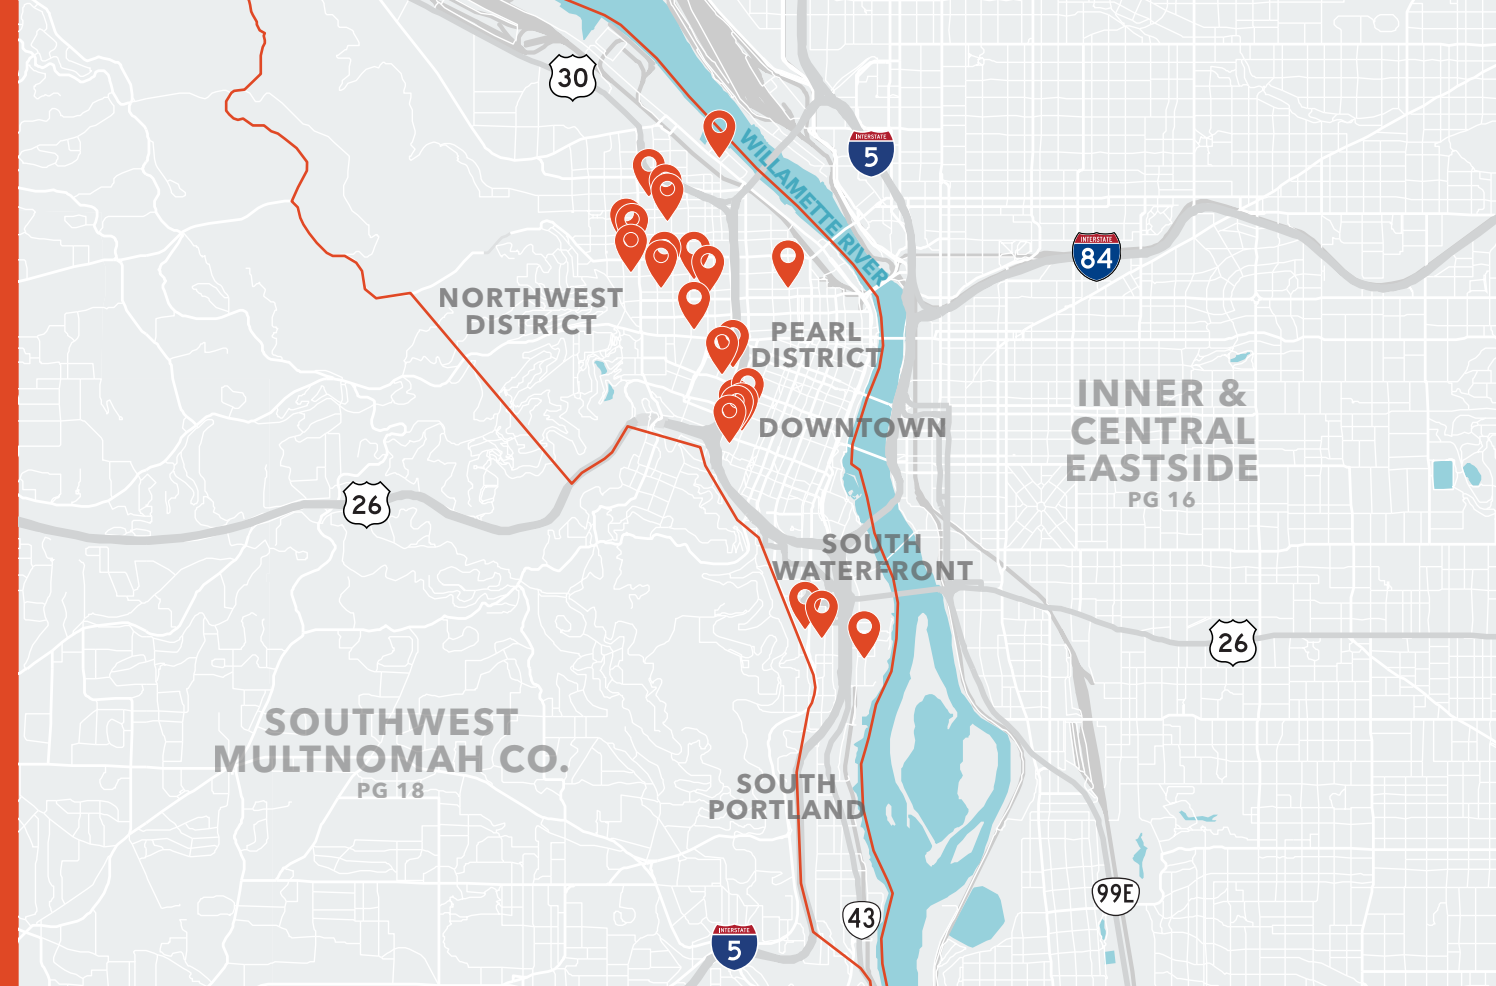 30
INTERSTATE
5
WILLAMETTE RIVER
INTERSTATE
84
NORTHWEST
DISTRICT
PEARL
DISTRICT
INNER &
CENTRAL
EASTSIDE
PG 16
DOWNTOWN
26
SOUTH
WATERFRONT
26
SOUTHWEST
MULTNOMAH CO.
PG 18
SOUTH
PORTLAND
99E
43
INTERSTATE
5